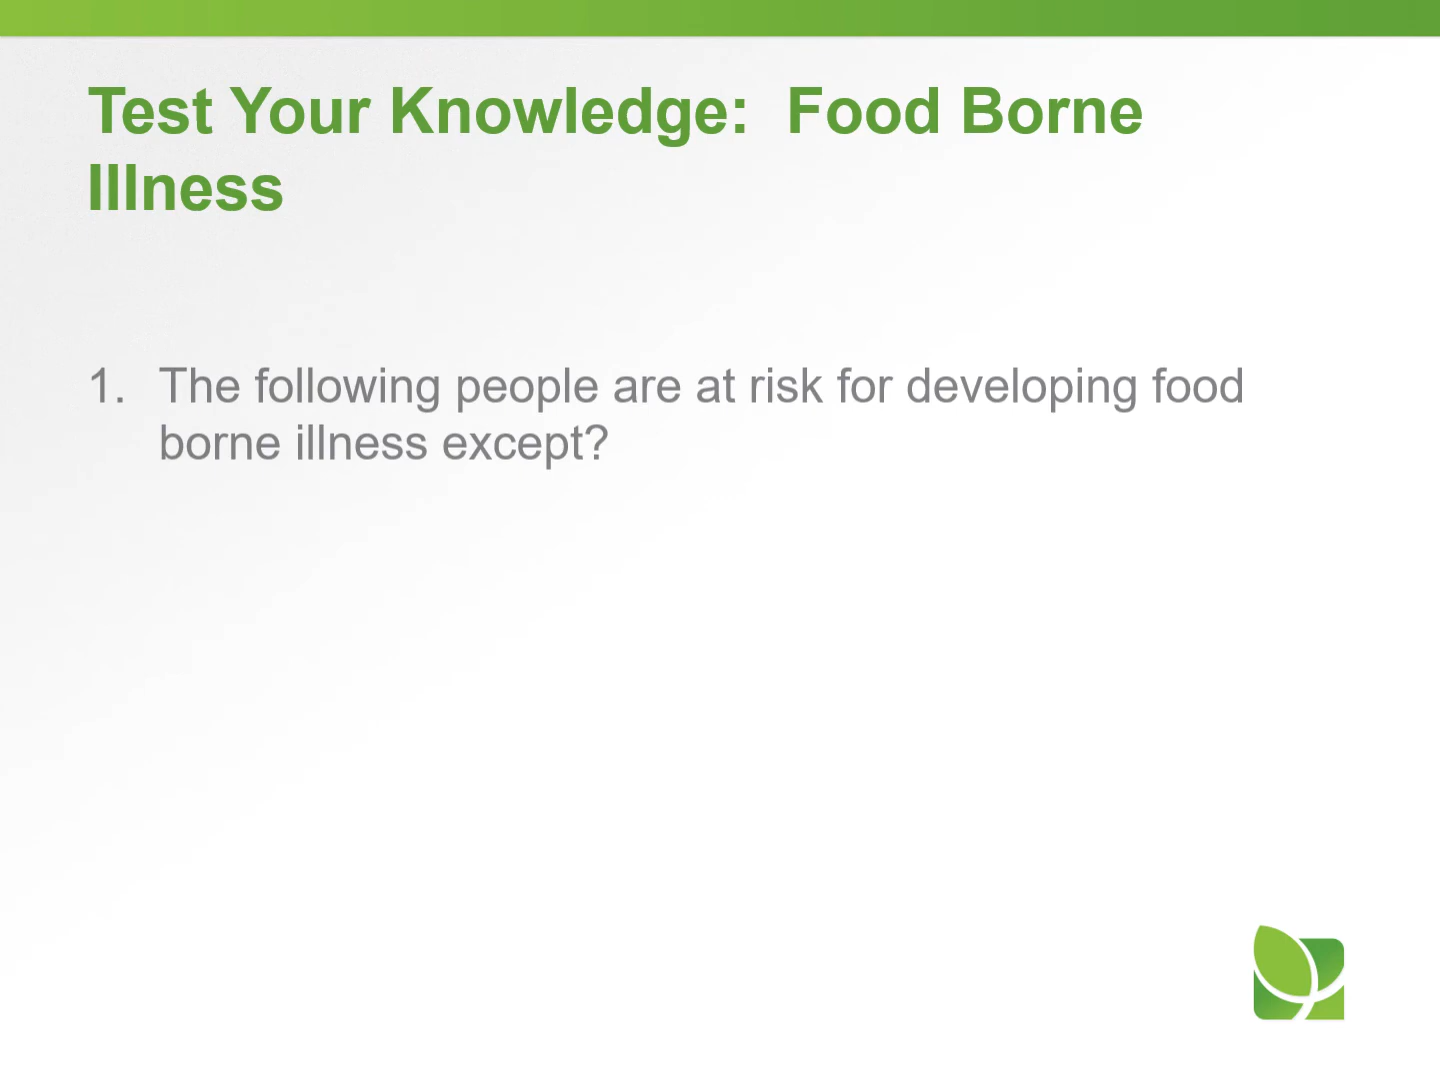 Test Your Knowledge:  Food Borne
Illness
1. The following people are at risk for developing food
borne illness except?